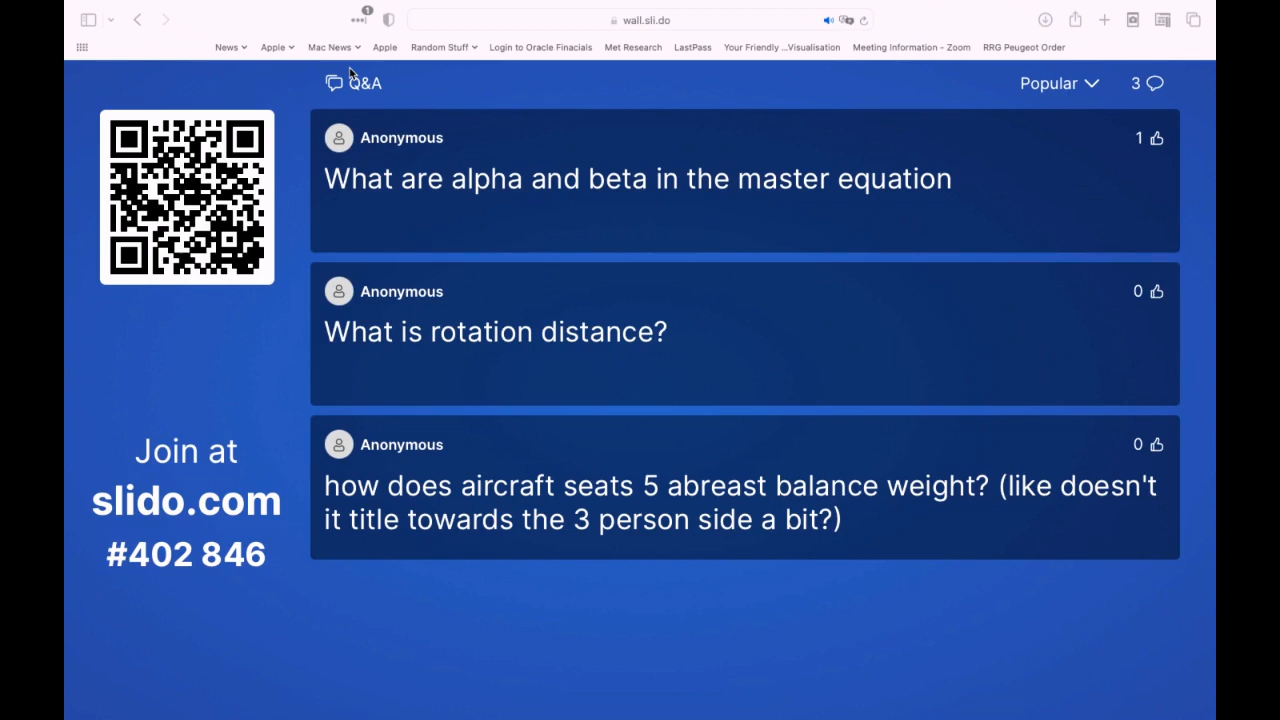 1
wall.sli.do
News Apple Mac News Apple Random Stuff Login to Oracle Finacials Met Research LastPass Your Friendly ...Visualisation Meeting Information - Zoom RRG Peugeot Order
Q&A
Popular 3
Anonymous 1
What are alpha and beta in the master equation
Anonymous 0
What is rotation distance?
Anonymous 0
how does aircraft seats 5 abreast balance weight? (like doesn't
it title towards the 3 person side a bit?)
Join at
slido.com
#402 846